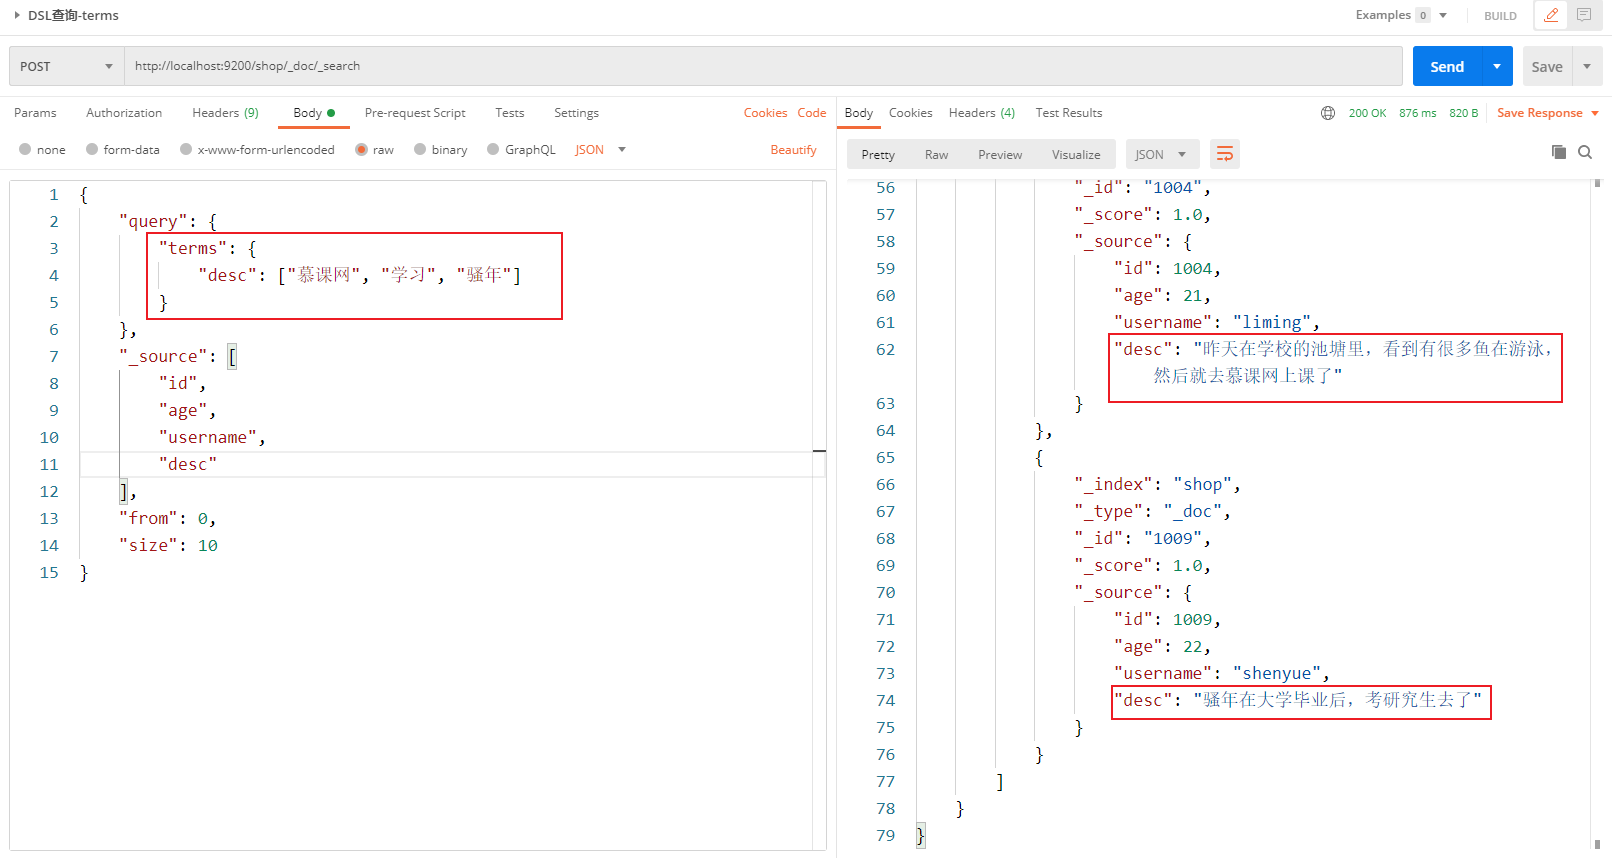 DSL查询-terms
Examples 0
BUILD
POST
http://localhost:9200/shop/_doc/_search
Send
Save
Params Authorization Headers (9) Body Pre-request Script Tests Settings Cookies Code
none form-data x-www-form-urlencoded raw binary GraphQL JSON Beautify
1 {
2 "query": {
3 "terms": {
4 "desc": ["慕课网", "学习", "骚年"]
5 }
6 },
7 "_source": [
8 "id",
9 "age",
10 "username",
11 "desc"
12 ],
13 "from": 0,
14 "size": 10
15 }
Body Cookies Headers (4) Test Results 200 OK 876 ms 820 B Save Response
Pretty Raw Preview Visualize JSON
56 "_id": "1004",
57 "_score": 1.0,
58 "_source": {
59 "id": 1004,
60 "age": 21,
61 "username": "liming",
62 "desc": "昨天在学校的池塘里，看到有很多鱼在游泳，
然后就去慕课网上课了"
63 }
64 },
65 {
66 "_index": "shop",
67 "_type": "_doc",
68 "_id": "1009",
69 "_score": 1.0,
70 "_source": {
71 "id": 1009,
72 "age": 22,
73 "username": "shenyue",
74 "desc": "骚年在大学毕业后，考研究生去了"
75 }
76 }
77 ]
78 }
79 }